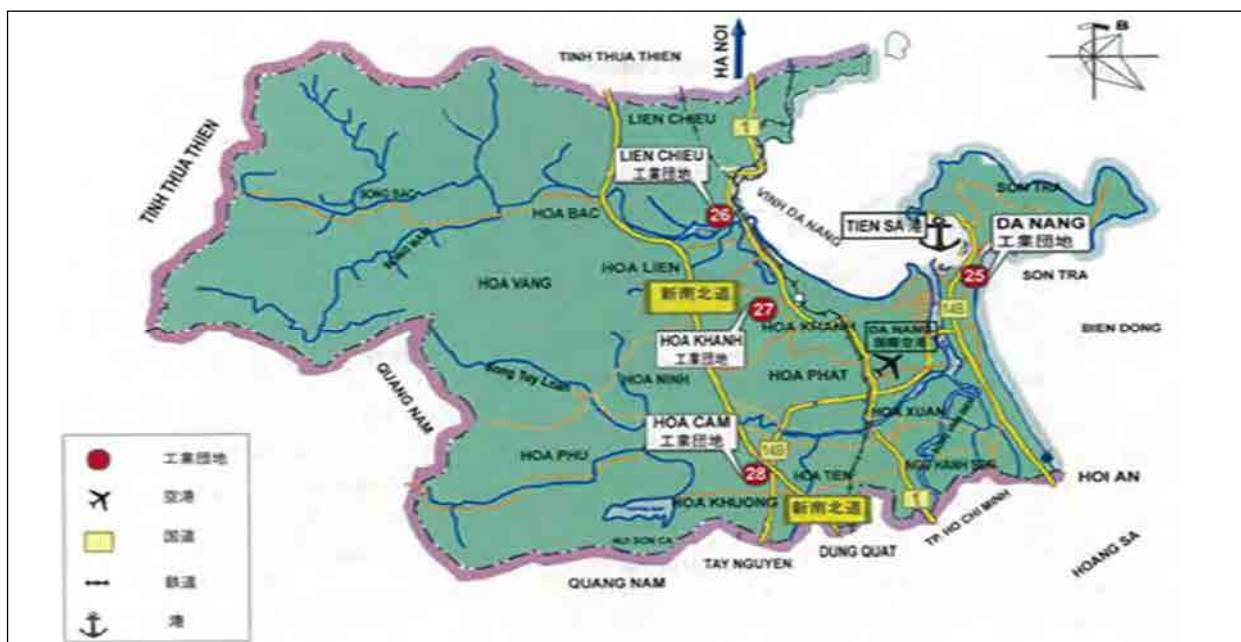 B
TINH THUA THIEN
HA NOI
TINH THUA THIEN
LIEN CHIEU
1
LIEN CHIEU
工業団地
26
VINH DA NANG
SONG BAC
HOA BAC
SON TRA
TIEN SA 港
DA NANG
工業団地
25
SON TRA
HOA LIEN
HOA VANG
新南北道
27
HOA KHANH
14B
BIEN DONG
DA NANG
国際空港
HOA KHANH
工業団地
Song Tuy Loan
HOA NINH
HOA PHAT
QUANG NAM
HOA XUAN
HOA CAM
工業団地
14B
HOA PHU
28
HOA TIEN
NGU HANH SON
HOI AN
HOA KHUONG
新南北道
1
TP. HO CHI MINH
HOANG SA
NUI SON CA
TAY NGUYEN
DUNG QUAT
QUANG NAM
工業団地
空港
国道
鉄道
港